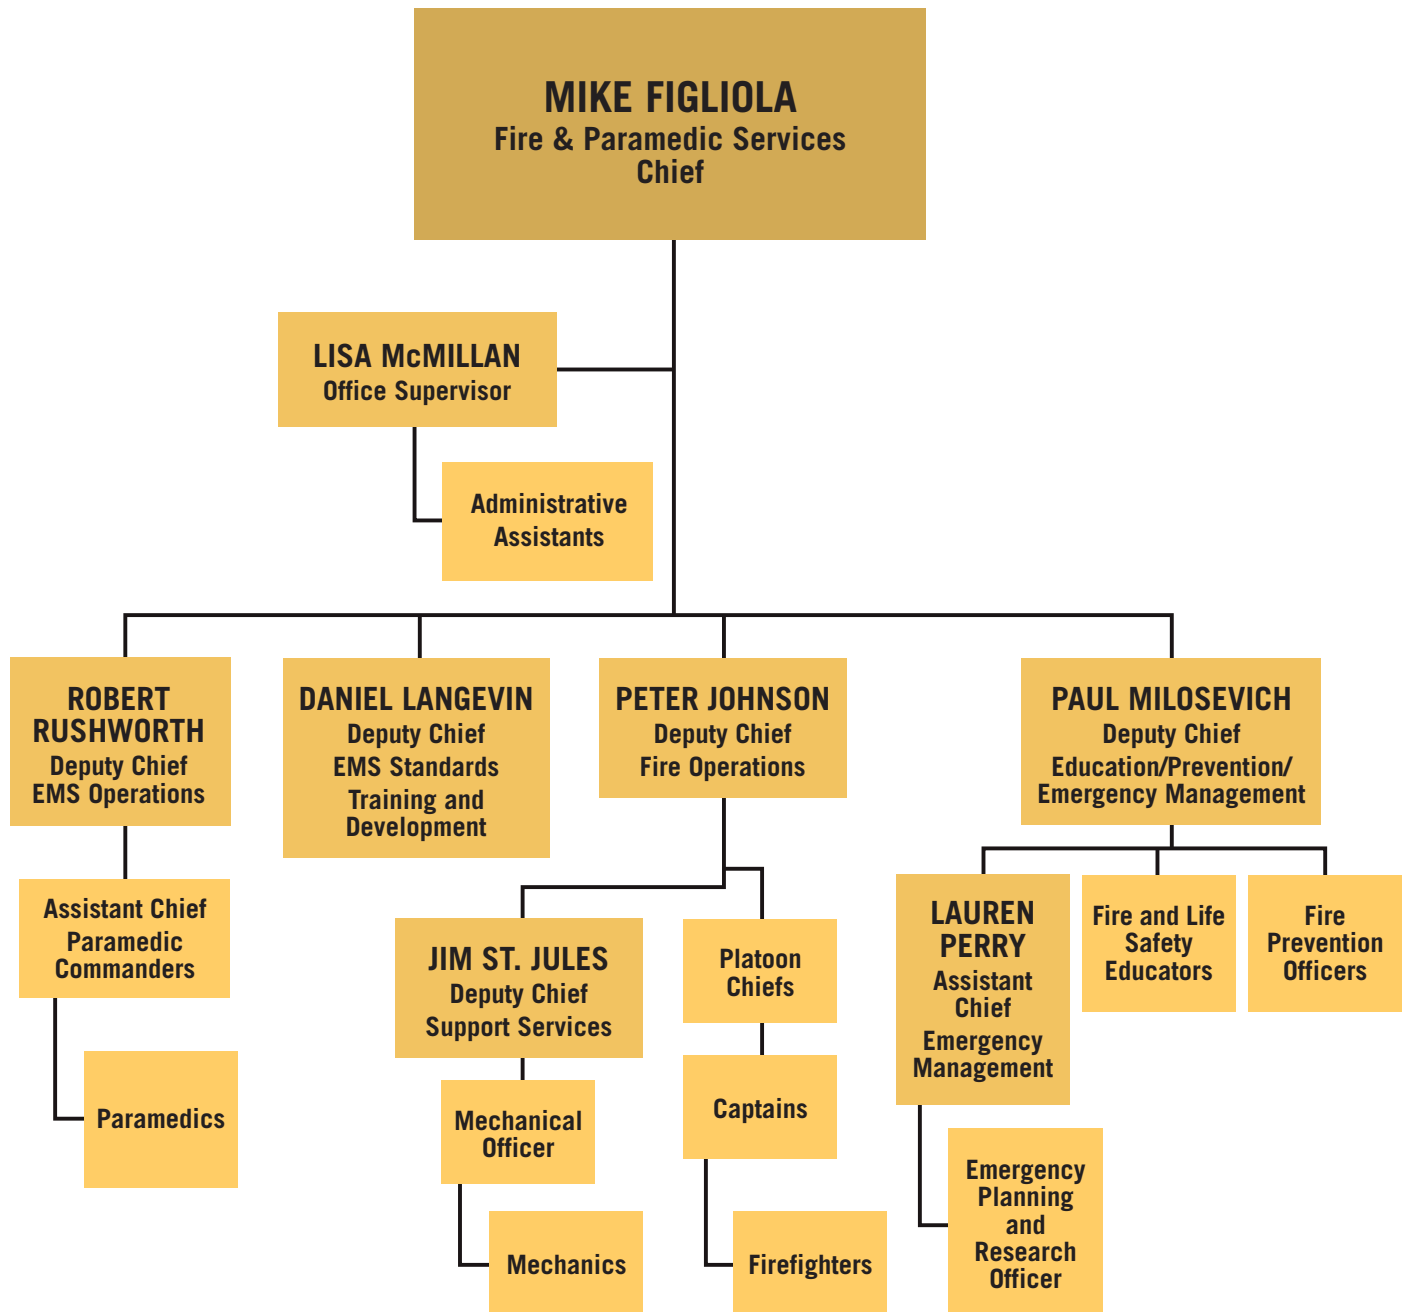 MIKE FIGLIOLA
Fire & Paramedic Services
Chief
LISA McMILLAN
Office Supervisor
Administrative
Assistants
ROBERT
RUSHWORTH
Deputy Chief
EMS Operations
DANIEL LANGEVIN
Deputy Chief
EMS Standards
Training and
Development
PETER JOHNSON
Deputy Chief
Fire Operations
PAUL MILOSEVICH
Deputy Chief
Education/Prevention/
Emergency Management
Assistant Chief
Paramedic
Commanders
Paramedics
JIM ST. JULES
Deputy Chief
Support Services
Mechanical
Officer
Mechanics
Platoon
Chiefs
Captains
Firefighters
LAUREN
PERRY
Assistant
Chief
Emergency
Management
Emergency
Planning
and
Research
Officer
Fire and Life
Safety
Educators
Fire
Prevention
Officers